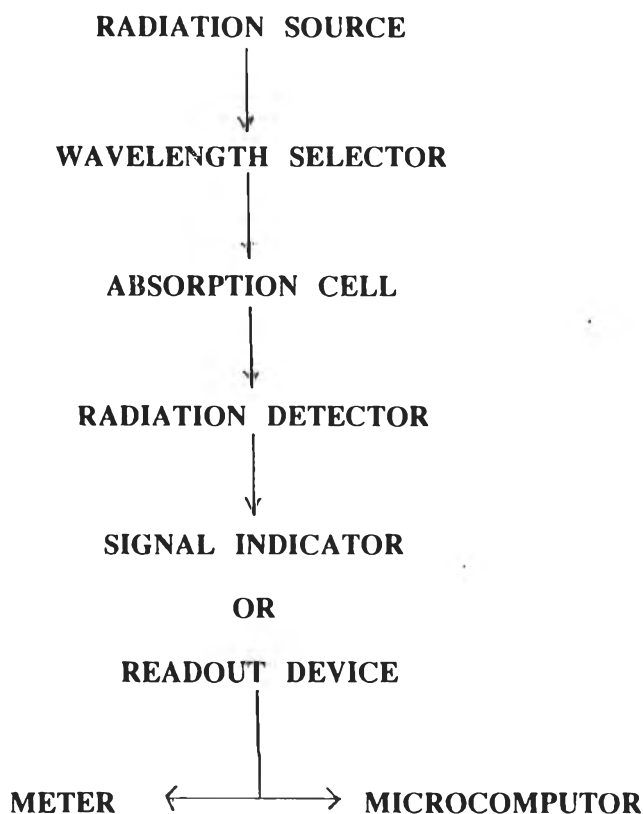 RADIATION SOURCE
WAVELENGTH SELECTOR
ABSORPTION CELL
RADIATION DETECTOR
SIGNAL INDICATOR
OR
READOUT DEVICE
METER MICROCOMPUTOR